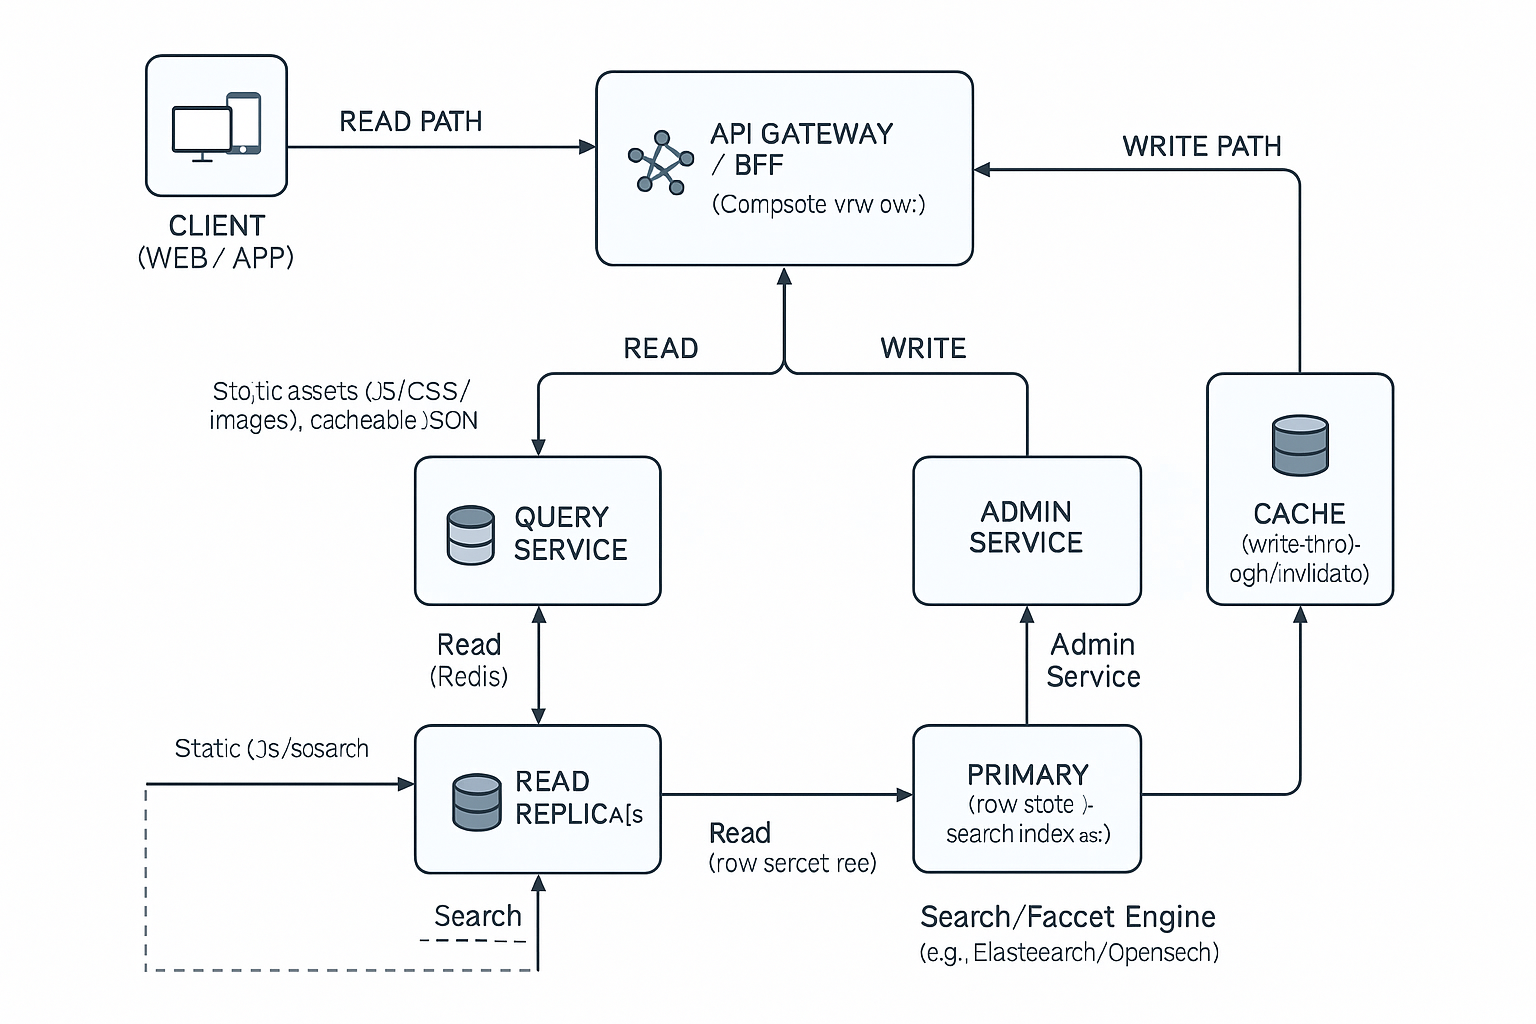 READ PATH
API GATEWAY
/ BFF
(Compsote vrw ow:)
WRITE PATH
CLIENT
(WEB / APP)
READ
WRITE
Sto,tic assets (J5/CSS/
images), cacheable JSON
QUERY
SERVICE
ADMIN
SERVICE
CACHE
(write-thro)-
ogh/invlidato)
Read
(Redis)
Admin
Service
Static (Js/sosarch
READ
REPLICA[s
PRIMARY
(row stote )-
search index as:)
Read
(row sercet ree)
Search
Search/Faccet Engine
(e.g., Elasteearch/Opensech)